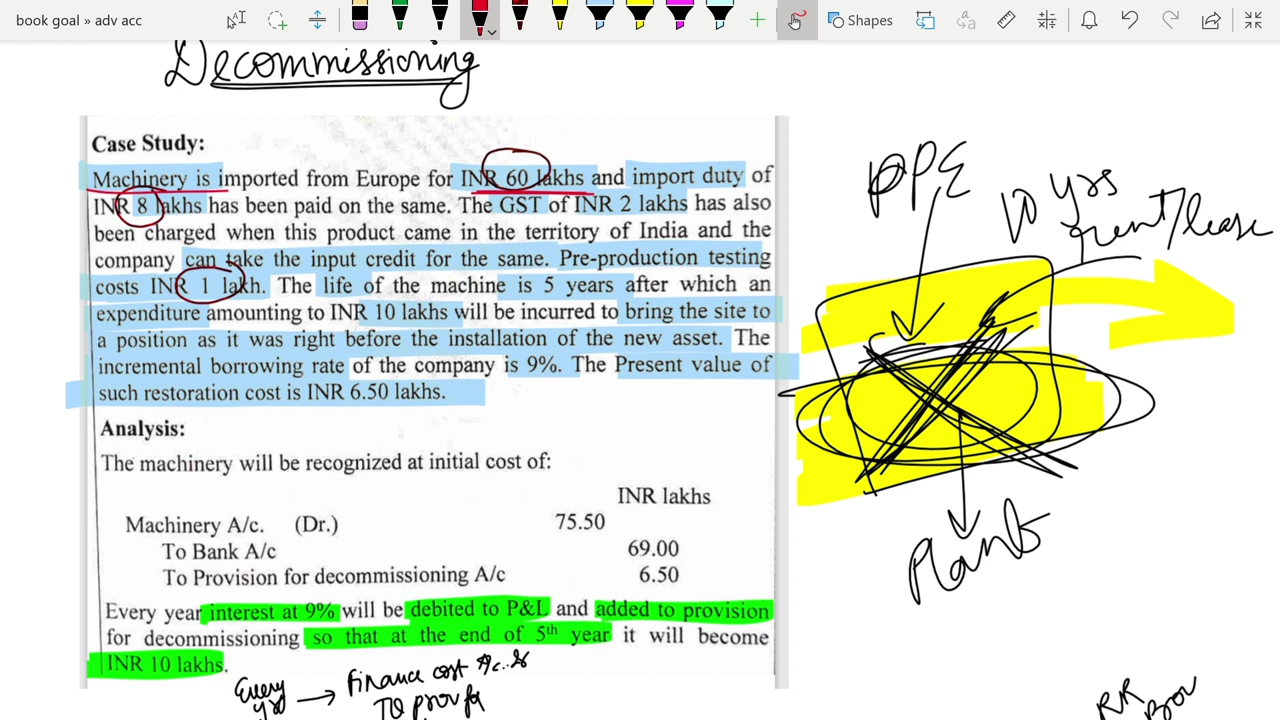 book goal » adv acc
Shapes
Decommissioning
Case Study:
Machinery is imported from Europe for INR 60 lakhs and import duty of
INR 8 lakhs has been paid on the same. The GST of INR 2 lakhs has also
been charged when this product came in the territory of India and the
company can take the input credit for the same. Pre-production testing
costs INR 1 lakh. The life of the machine is 5 years after which an
expenditure amounting to INR 10 lakhs will be incurred to bring the site to
a position as it was right before the installation of the new asset. The
incremental borrowing rate of the company is 9%. The Present value of
such restoration cost is INR 6.50 lakhs.
Analysis:
The machinery will be recognized at initial cost of:
INR lakhs
Machinery A/c. (Dr.) 75.50
To Bank A/c 69.00
To Provision for decommissioning A/c 6.50
Every year interest at 9% will be debited to P&L and added to provision
for decommissioning so that at the end of 5th year it will become
INR 10 lakhs.
Every → Finance cost A/c..Dr
To prov
PPE
10 yrs
rent/lease
Plants